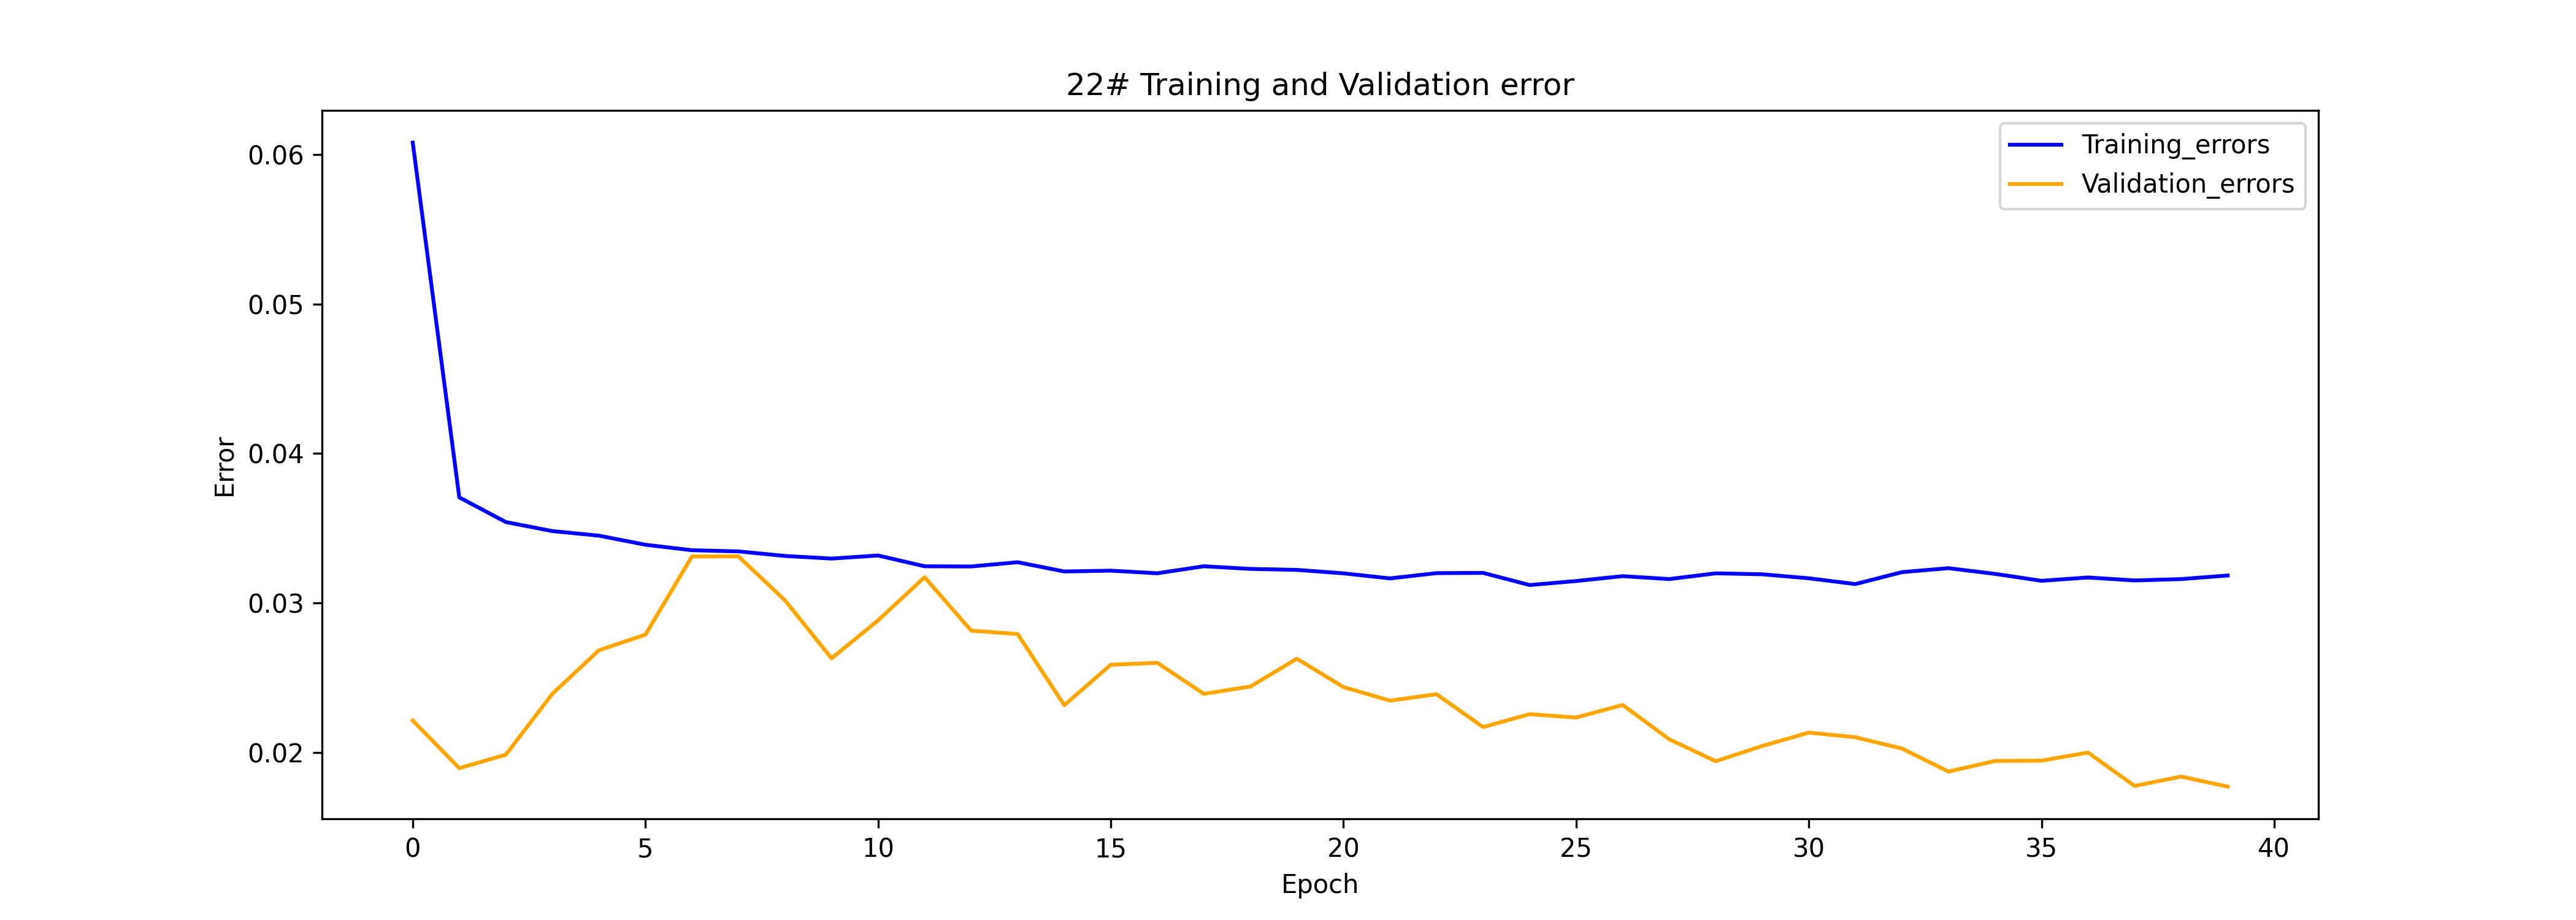 22# Training and Validation error
Training_errors
Validation_errors
0.06
0.05
0.04
0.03
0.02
Error
0 5 10 15 20 25 30 35 40
Epoch